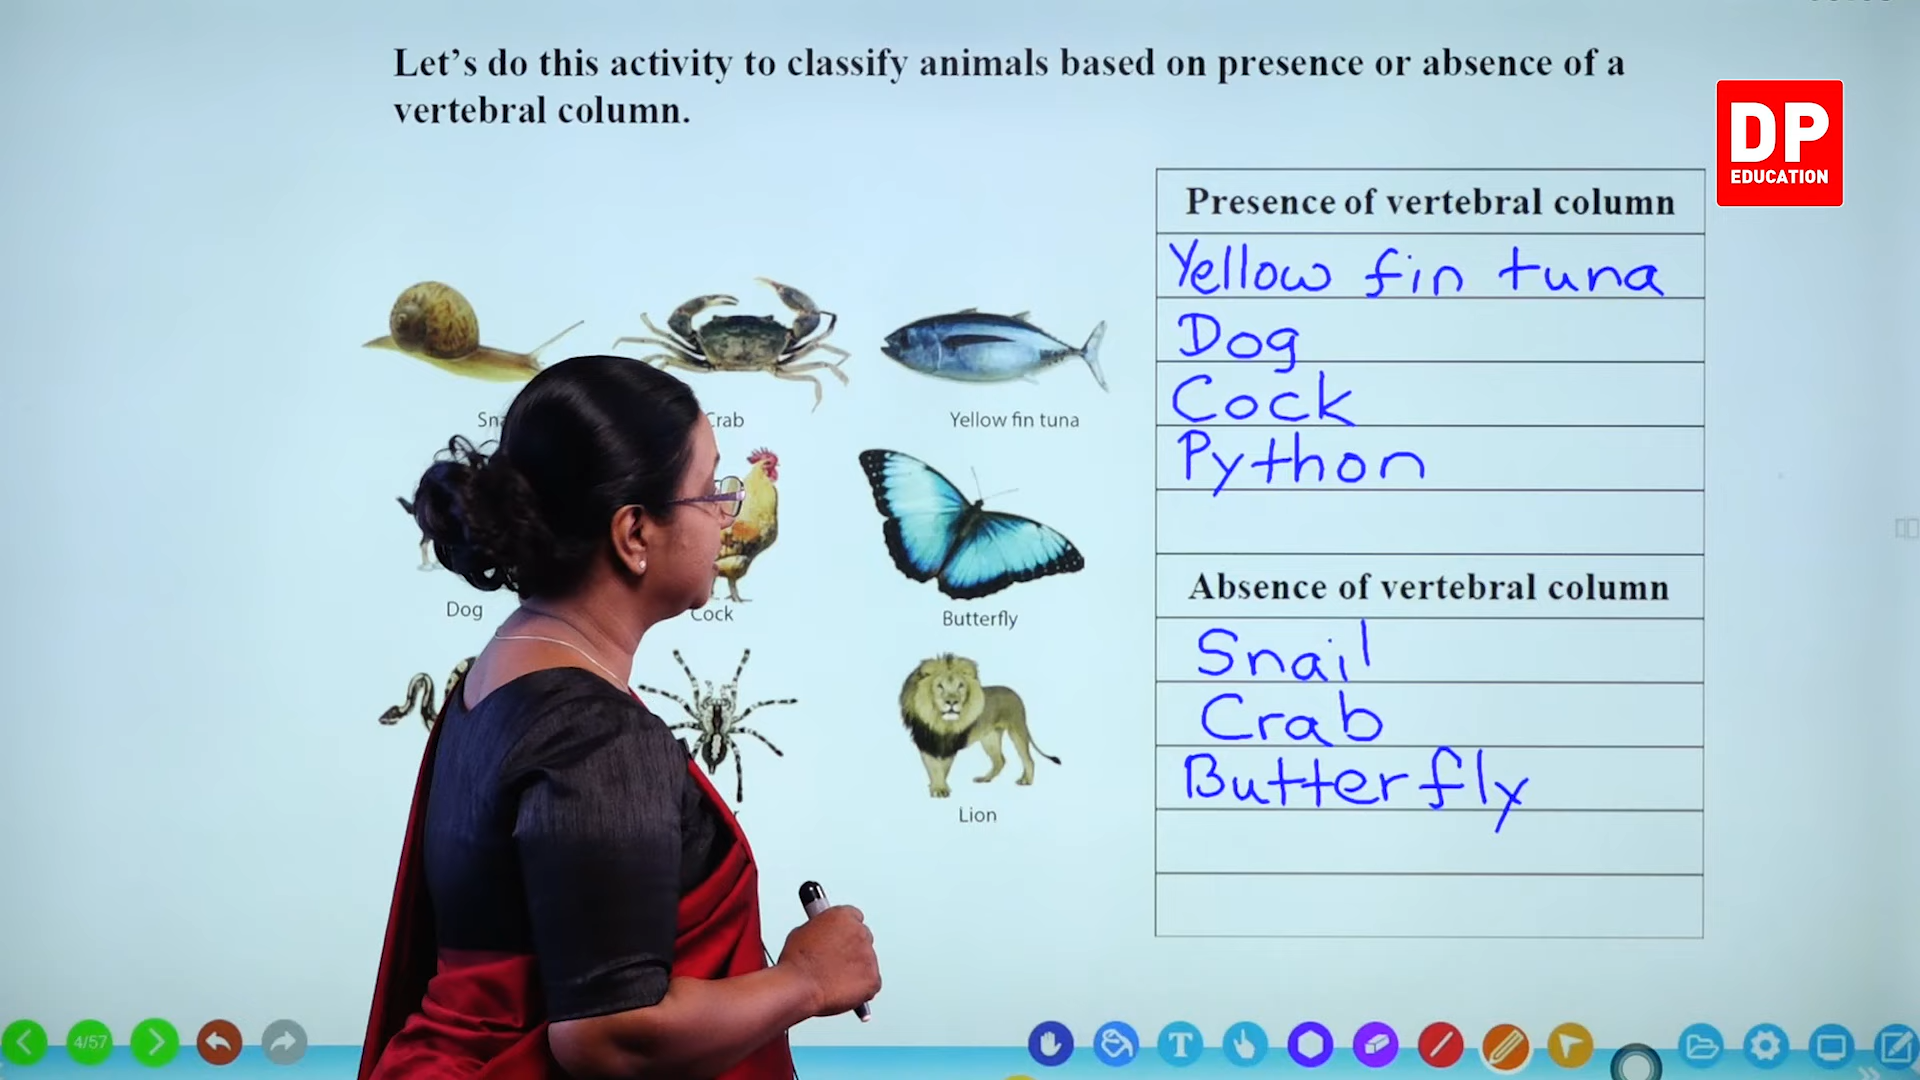 Let's do this activity to classify animals based on presence or absence of a
vertebral column.
DP
EDUCATION
Presence of vertebral column
Yellow fin tuna
Dog
Cock
Python
Absence of vertebral column
Snail
Crab
Butterfly
Yellow fin tuna
Dog
Cock
Butterfly
Lion
4/57
T